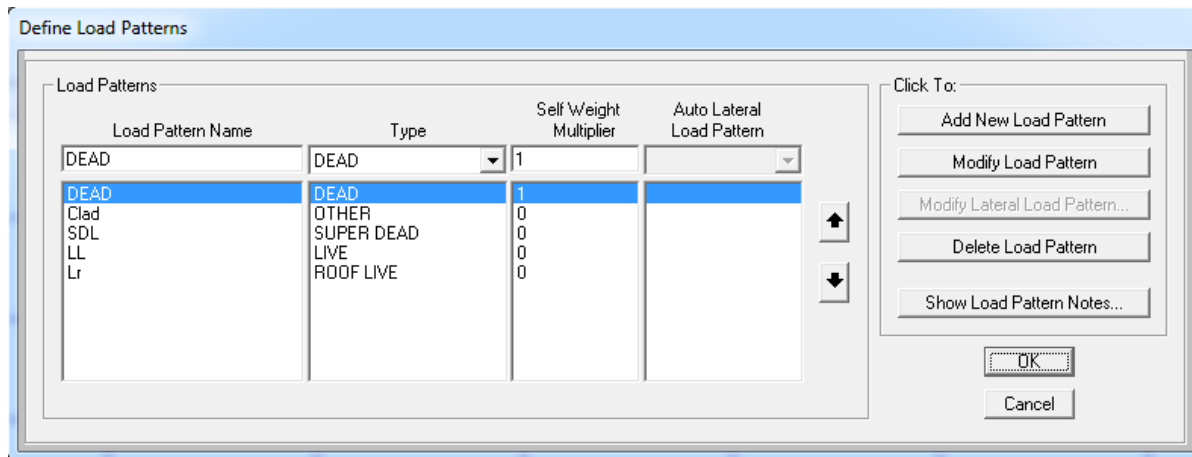 Define Load Patterns
Load Patterns
Load Pattern Name
Type
Self Weight
Multiplier
Auto Lateral
Load Pattern
DEAD DEAD 1
DEAD DEAD 1
Clad OTHER 0
SDL SUPER DEAD 0
LL LIVE 0
Lr ROOF LIVE 0
Click To:
Add New Load Pattern
Modify Load Pattern
Modify Lateral Load Pattern...
Delete Load Pattern
Show Load Pattern Notes...
OK
Cancel